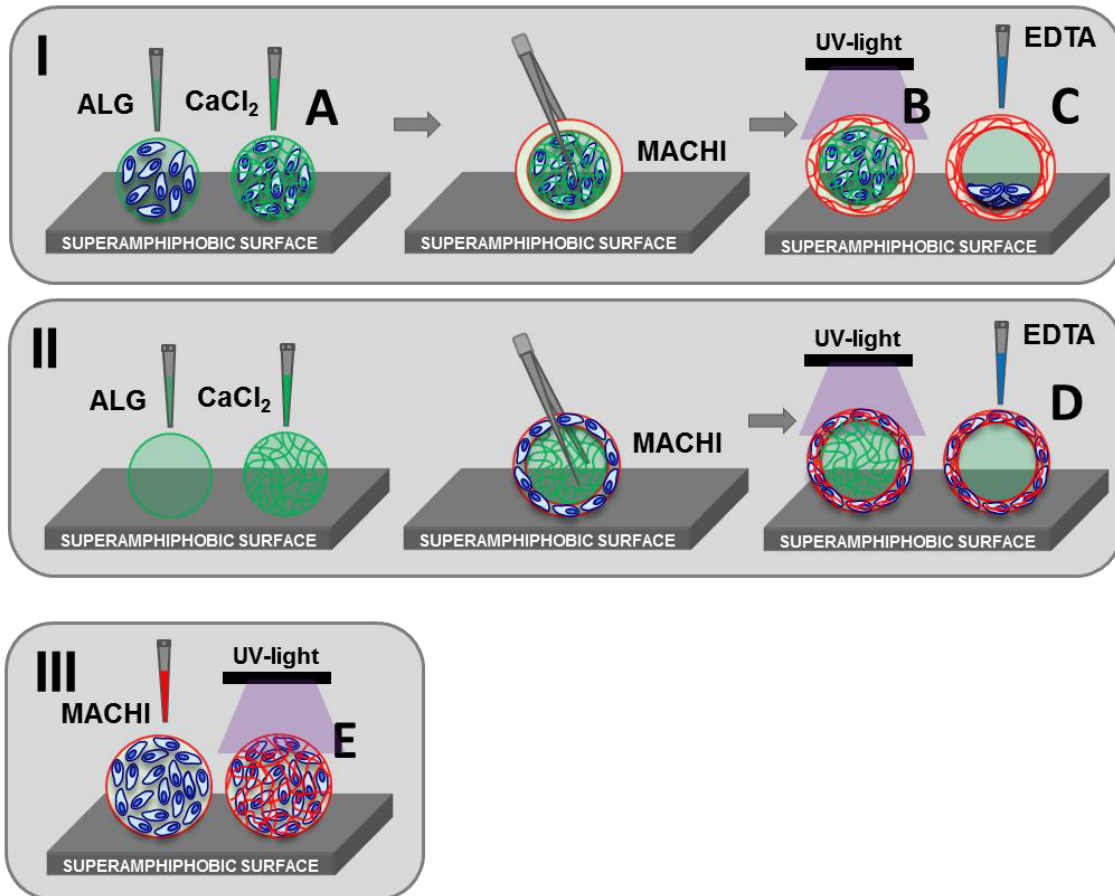 I
ALG
CaCl₂
A
SUPERAMPHIPHOBIC SURFACE
MACHI
SUPERAMPHIPHOBIC SURFACE
UV-light
B
EDTA
C
SUPERAMPHIPHOBIC SURFACE
II
ALG
CaCl₂
SUPERAMPHIPHOBIC SURFACE
MACHI
SUPERAMPHIPHOBIC SURFACE
UV-light
EDTA
D
SUPERAMPHIPHOBIC SURFACE
III
MACHI
UV-light
E
SUPERAMPHIPHOBIC SURFACE